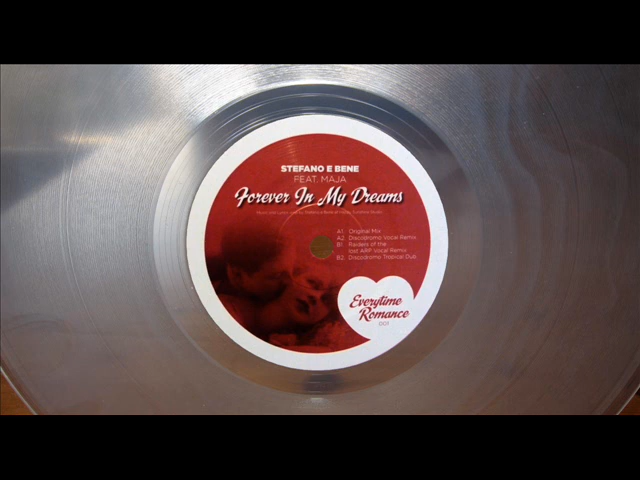 STEFANO E BENE
FEAT. MAJA
Forever In My Dreams
A1. Original Mix
A2. Discodromo Vocal Remix
B1. Raiders of the
lost ARP Vocal Remix
B2. Discodromo Tropical Dub
Everytime
Romance
001